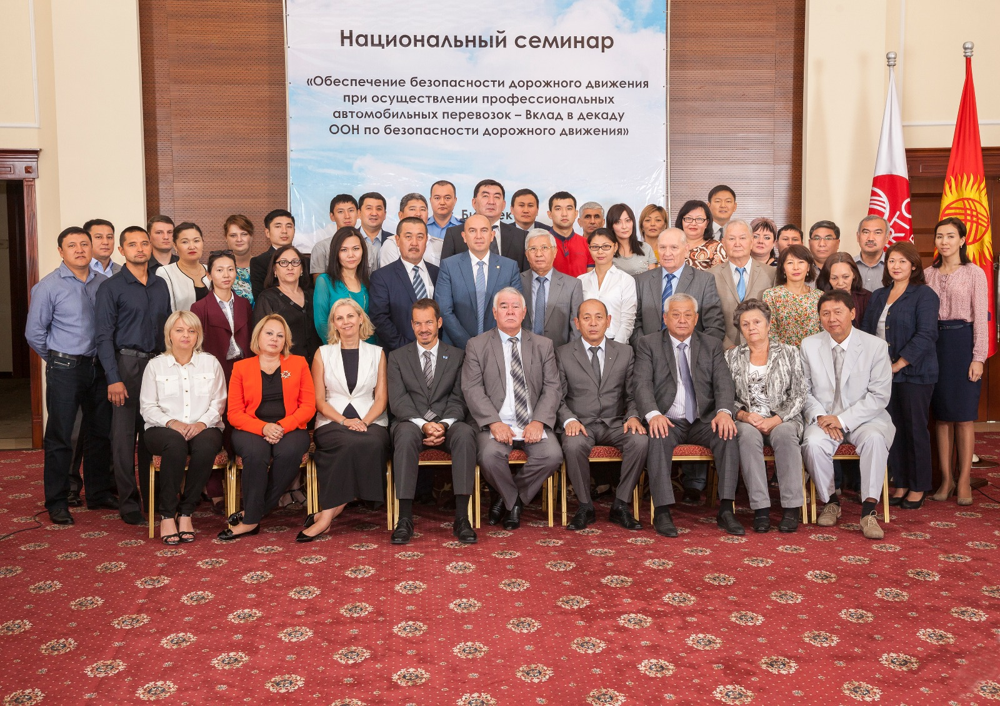 Национальный семинар
«Обеспечение безопасности дорожного движения
при осуществлении профессиональных
автомобильных перевозок – Вклад в декаду
ООН по безопасности дорожного движения»